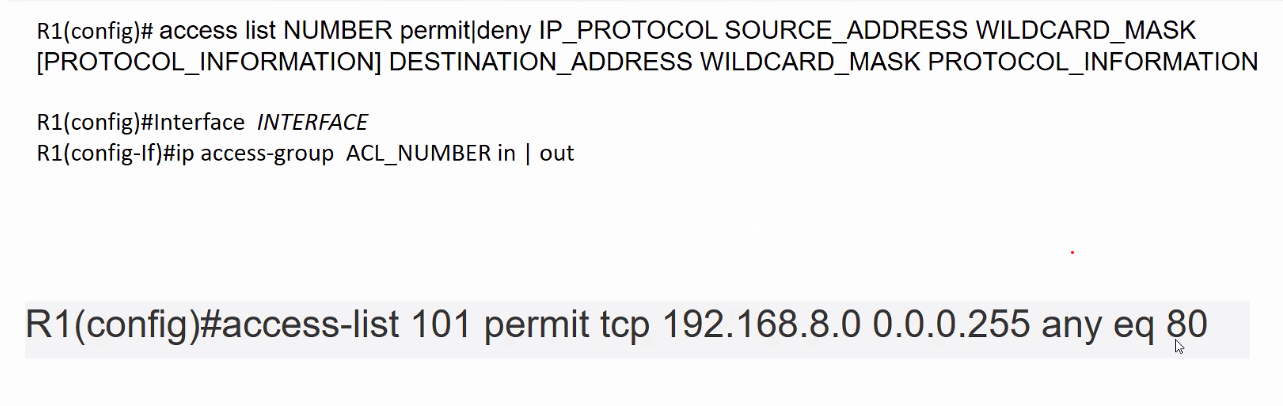 R1(config)# access list NUMBER permit|deny IP_PROTOCOL SOURCE_ADDRESS WILDCARD_MASK
[PROTOCOL_INFORMATION] DESTINATION_ADDRESS WILDCARD_MASK PROTOCOL_INFORMATION
R1(config)#Interface INTERFACE
R1(config-If)#ip access-group ACL_NUMBER in | out
R1(config)#access-list 101 permit tcp 192.168.8.0 0.0.0.255 any eq 80